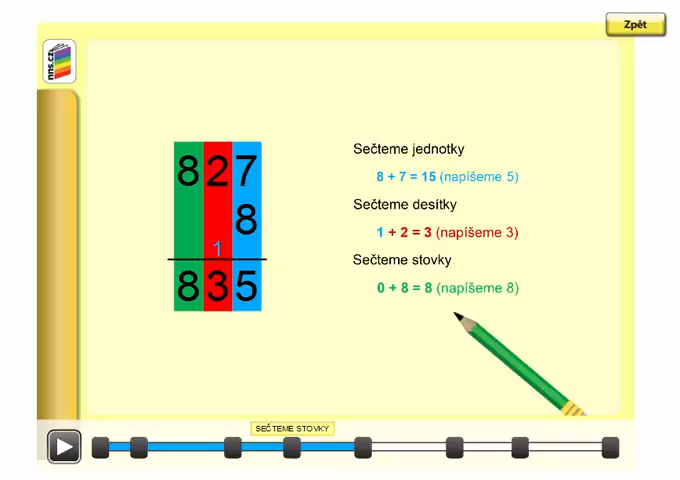 Zpět
nns.cz
827
8
1
835
Sečteme jednotky
8 + 7 = 15 (napíšeme 5)
Sečteme desítky
1 + 2 = 3 (napíšeme 3)
Sečteme stovky
0 + 8 = 8 (napíšeme 8)
SEČTEME STOVKY